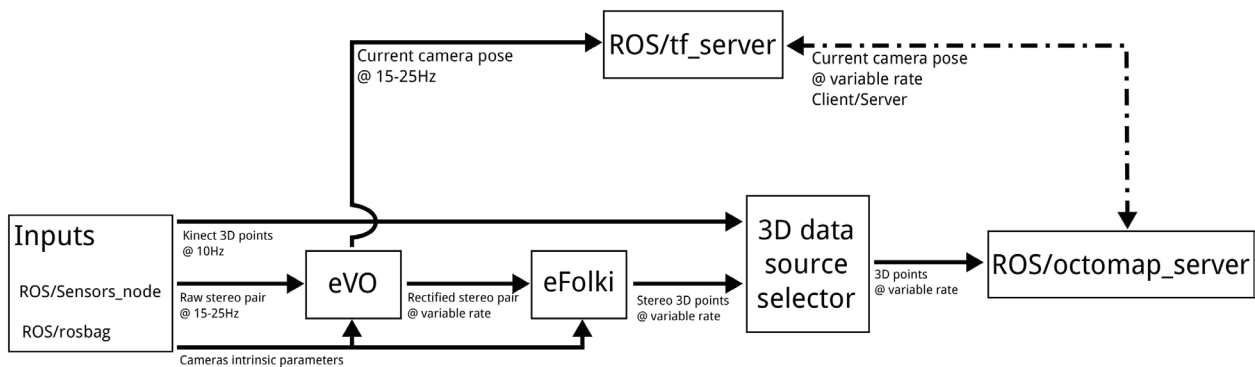 ROS/tf_server
Current camera pose
@ 15-25Hz
Current camera pose
@ variable rate
Client/Server
Inputs
ROS/Sensors_node
ROS/rosbag
Kinect 3D points
@ 10Hz
Raw stereo pair
@ 15-25Hz
Cameras intrinsic parameters
eVO
Rectified stereo pair
@ variable rate
eFolki
Stereo 3D points
@ variable rate
3D data
source
selector
3D points
@ variable rate
ROS/octomap_server